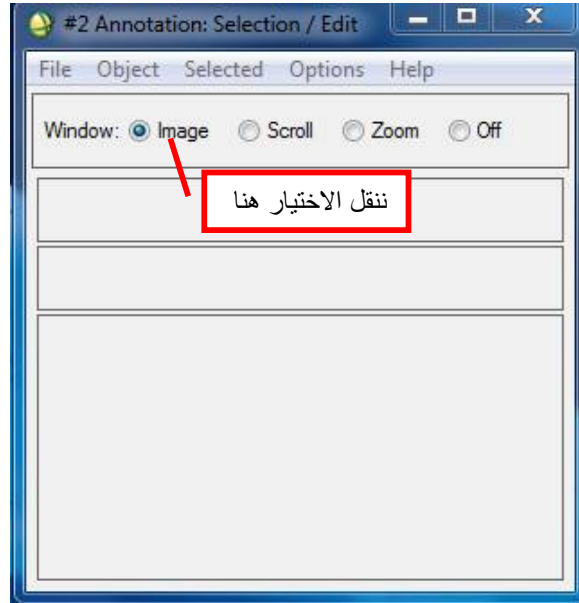 #2 Annotation: Selection / Edit
File Object Selected Options Help
Window: Image Scroll Zoom Off
ننقل الاختيار هنا